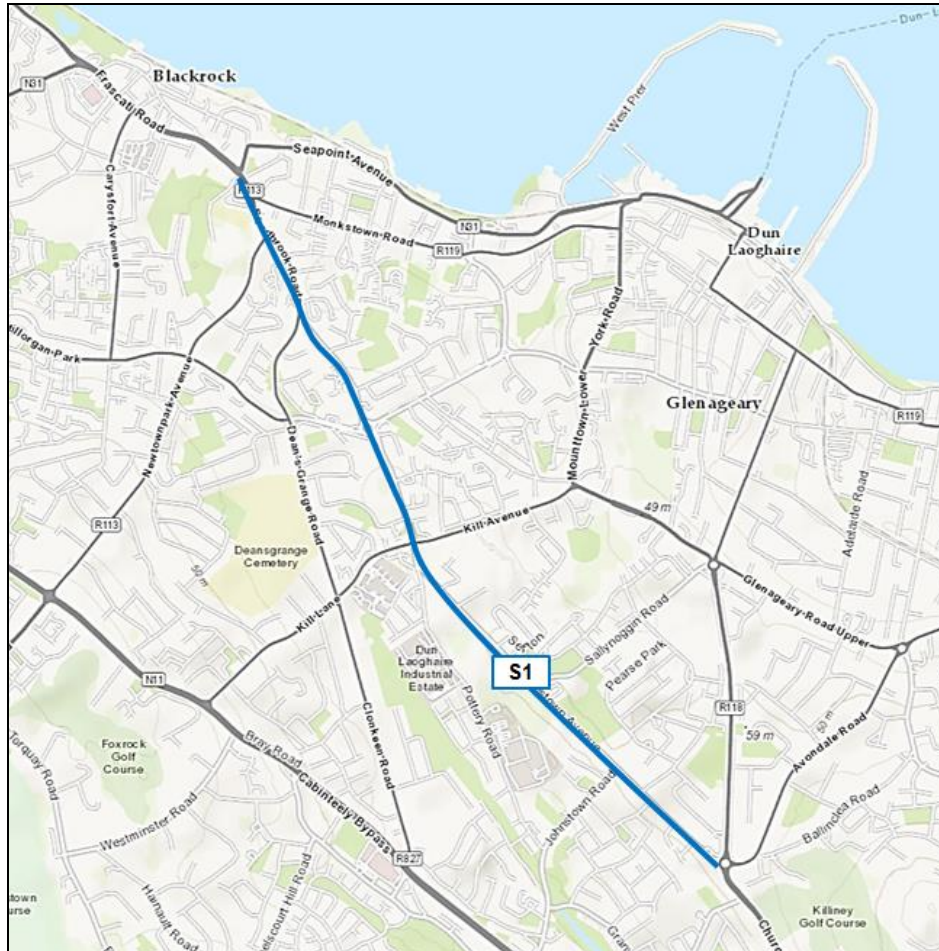 Blackrock
N31
Frascati Road
Seapoint-Avenue
West Pier
Dun-L
Carysfort-Avenue
Monkstown-Road
N31
R119
Dun
Laoghaire
York-Road
Glenageary
R119
Newtownpark-Avenue
Dean's-Grange-Road
Mounttown-Lower
49 m
Adelaide Road
R113
Deansgrange
Cemetery
50 m
Kill-Avenue
Kill-Lane
Glenageary-Road-Upper
Sallynoggin Road
Pearse Park
Dun
Laoghaire
Industrial
Estate
S1
Pottery Road
R118
59 m
50 m
Avondale-Road
N11
Clonkeen-Road
Foxrock
Golf
Course
Bray-Road
Cabinteely-Bypass
Torquay Road
Westminster Road
Johnstown Road
Ballinclea Road
R827
Killiney
Golf Course